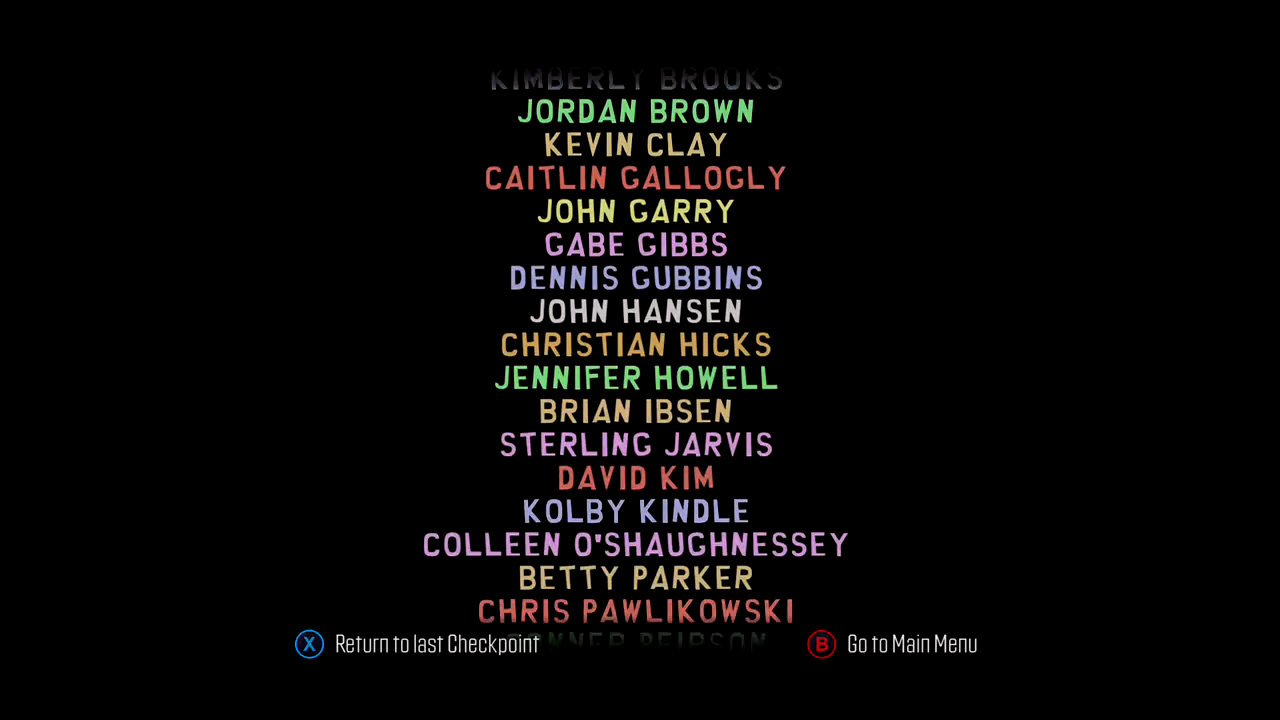 KIMBERLY BROOKS
JORDAN BROWN
KEVIN CLAY
CAITLIN GALLOGLY
JOHN GARRY
GABE GIBBS
DENNIS GUBBINS
JOHN HANSEN
CHRISTIAN HICKS
JENNIFER HOWELL
BRIAN IBSEN
STERLING JARVIS
DAVID KIM
KOLBY KINDLE
COLLEEN O'SHAUGHNESSEY
BETTY PARKER
CHRIS PAWLIKOWSKI
PEIRSON
X Return to last Checkpoint
B Go to Main Menu